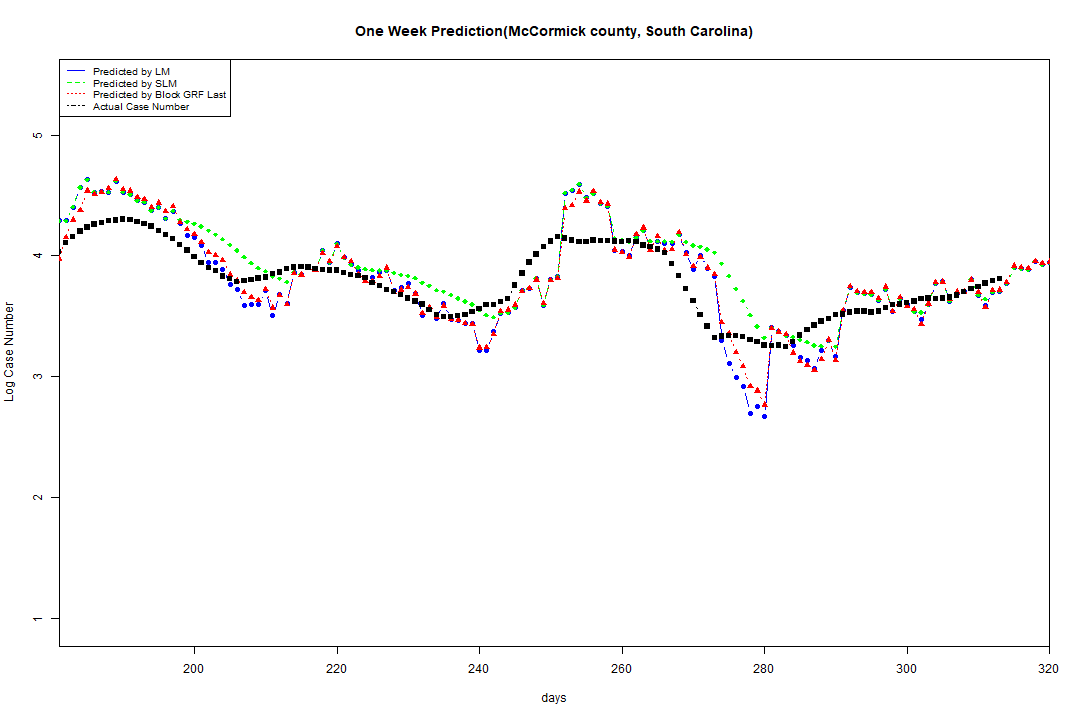 One Week Prediction(McCormick county, South Carolina)
Predicted by LM
Predicted by SLM
Predicted by Block GRF Last
Actual Case Number
5
4
3
2
1
Log Case Number
200 220 240 260 280 300 320
days